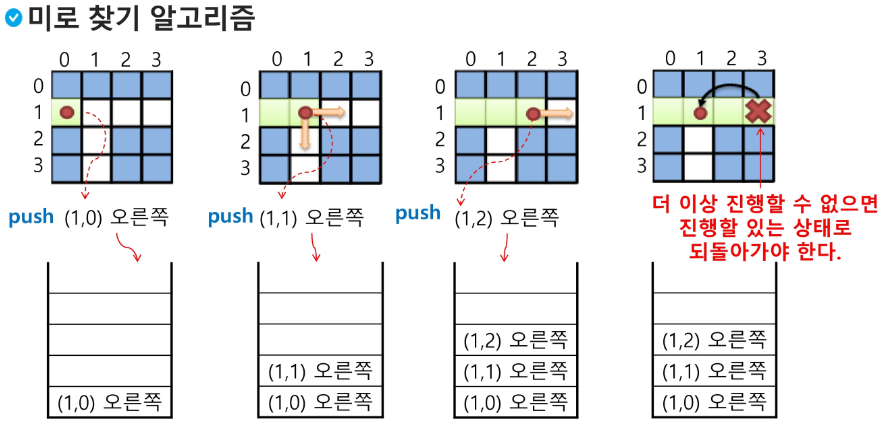 미로 찾기 알고리즘
0 1 2 3
0
1
2
3
0 1 2 3
0
1
2
3
0 1 2 3
0
1
2
3
0 1 2 3
0
1
2
3
push (1,0) 오른쪽
push (1,1) 오른쪽
push (1,2) 오른쪽
더 이상 진행할 수 없으면
진행할 있는 상태로
되돌아가야 한다.
(1,0) 오른쪽
(1,1) 오른쪽
(1,0) 오른쪽
(1,2) 오른쪽
(1,1) 오른쪽
(1,0) 오른쪽
(1,2) 오른쪽
(1,1) 오른쪽
(1,0) 오른쪽